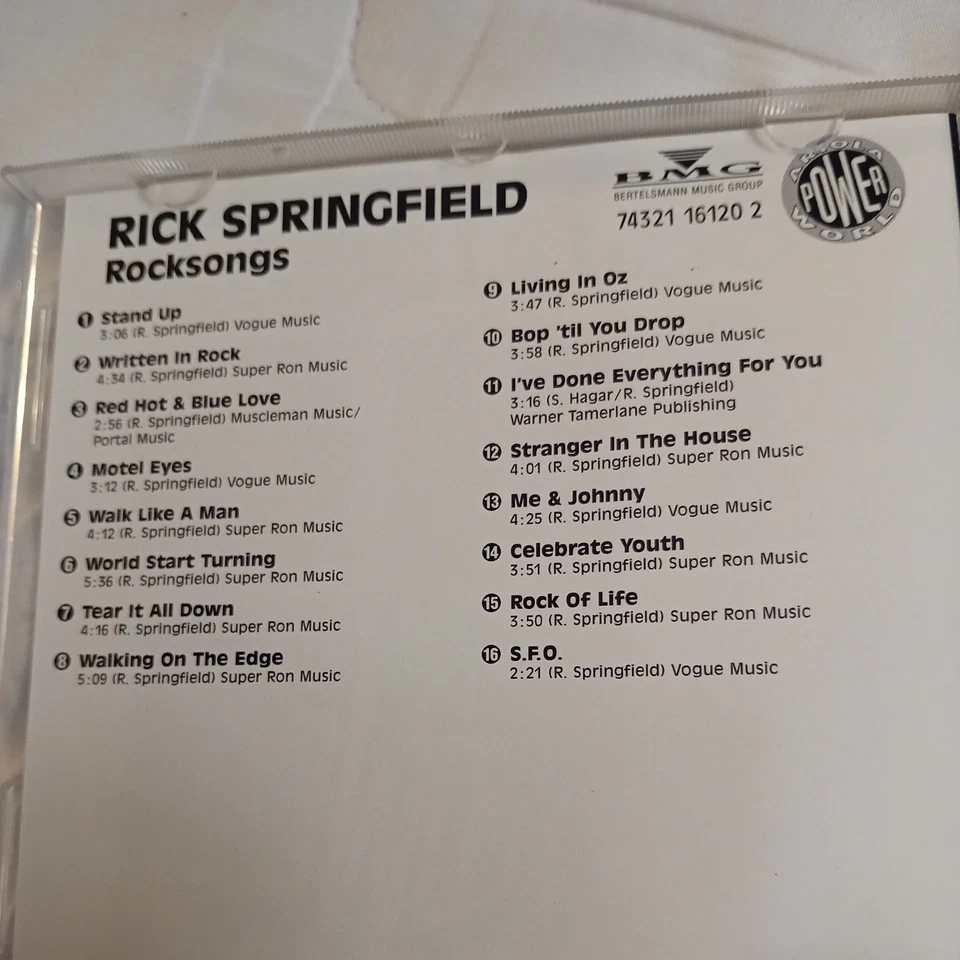 RICK SPRINGFIELD
Rocksongs
BMG
BERTELSMANN MUSIC GROUP
74321 16120 2
ARIOLA
POWER
WORLD
1 Stand Up
3:06 (R. Springfield) Vogue Music
2 Written In Rock
4:34 (R. Springfield) Super Ron Music
3 Red Hot & Blue Love
2:56 (R. Springfield) Muscleman Music/
Portal Music
4 Motel Eyes
3:12 (R. Springfield) Vogue Music
5 Walk Like A Man
4:12 (R. Springfield) Super Ron Music
6 World Start Turning
5:36 (R. Springfield) Super Ron Music
7 Tear It All Down
4:16 (R. Springfield) Super Ron Music
8 Walking On The Edge
5:09 (R. Springfield) Super Ron Music
9 Living In Oz
3:47 (R. Springfield) Vogue Music
10 Bop 'til You Drop
3:58 (R. Springfield) Vogue Music
11 I've Done Everything For You
3:16 (S. Hagar/R. Springfield)
Warner Tamerlane Publishing
12 Stranger In The House
4:01 (R. Springfield) Super Ron Music
13 Me & Johnny
4:25 (R. Springfield) Vogue Music
14 Celebrate Youth
3:51 (R. Springfield) Super Ron Music
15 Rock Of Life
3:50 (R. Springfield) Super Ron Music
16 S.F.O.
2:21 (R. Springfield) Vogue Music